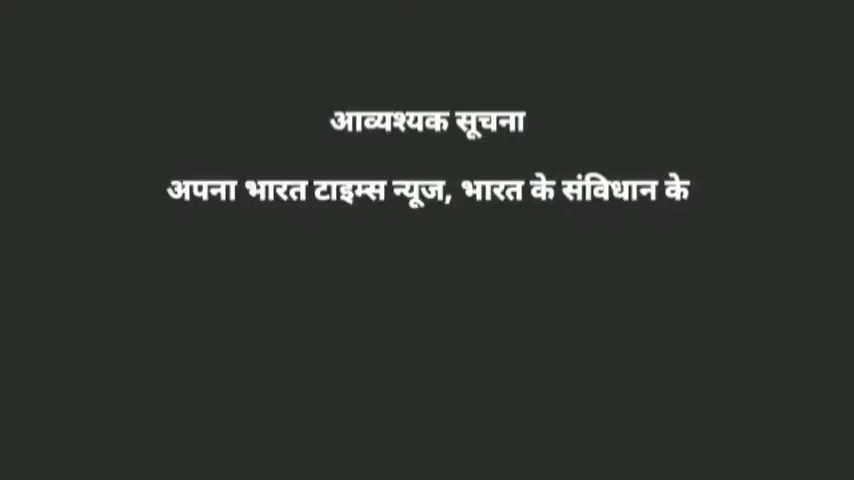 आव्यश्यक सूचना
अपना भारत टाइम्स न्यूज, भारत के संविधान के